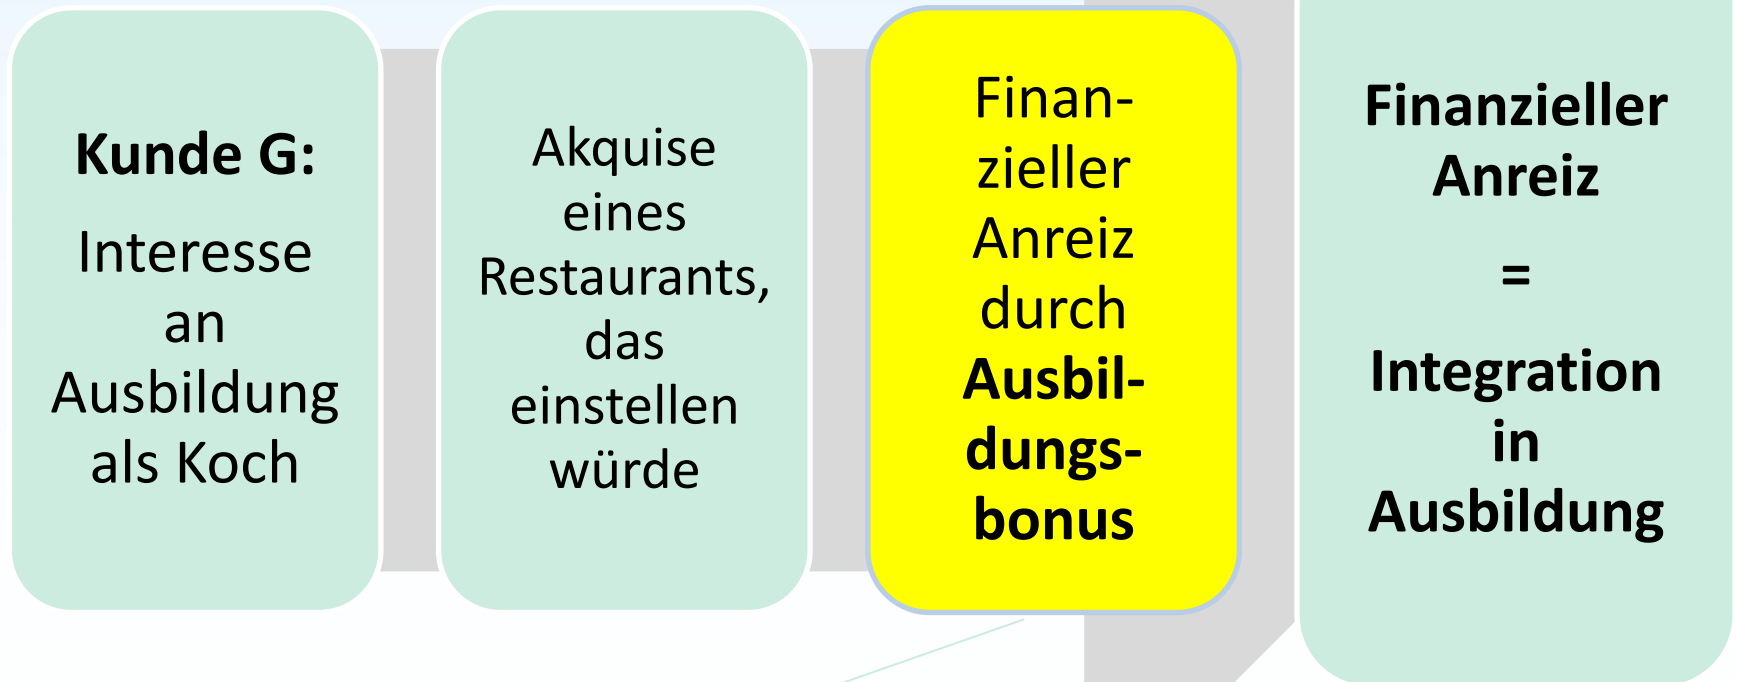 Kunde G:
Interesse
an
Ausbildung
als Koch
Akquise
eines
Restaurants,
das
einstellen
würde
Finan-
zieller
Anreiz
durch
Ausbil-
dungs-
bonus
Finanzieller
Anreiz
=
Integration
in
Ausbildung